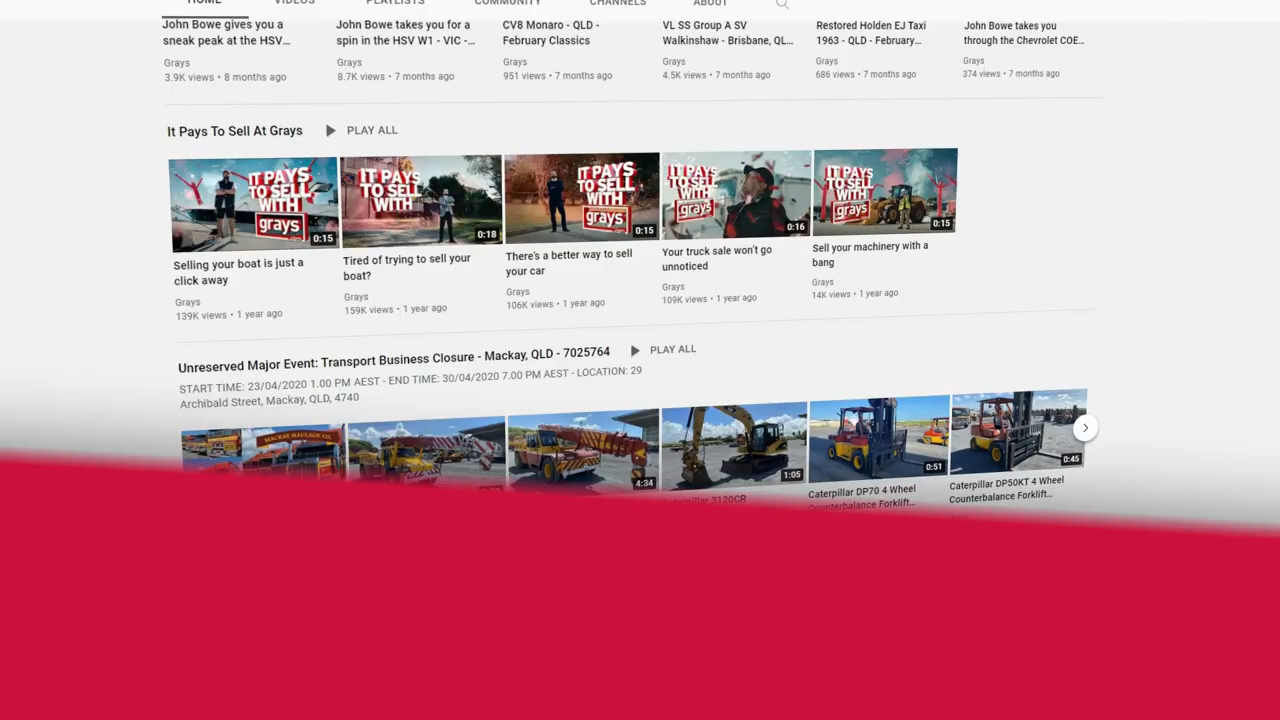 HOME VIDEOS PLAYLISTS COMMUNITY CHANNELS ABOUT
John Bowe gives you a
sneak peak at the HSV...
Grays
3.9K views • 8 months ago
John Bowe takes you for a
spin in the HSV W1 - VIC -...
Grays
8.7K views • 7 months ago
CV8 Monaro - QLD -
February Classics
Grays
951 views • 7 months ago
VL SS Group A SV
Walkinshaw - Brisbane, QL...
Grays
4.5K views • 7 months ago
Restored Holden EJ Taxi
1963 - QLD - February...
Grays
686 views • 7 months ago
John Bowe takes you
through the Chevrolet COE...
Grays
374 views • 7 months ago
It Pays To Sell At Grays PLAY ALL
IT PAYS
TO SELL
WITH
grays
.com
0:15
Selling your boat is just a
click away
Grays
139K views • 1 year ago
IT PAYS
TO SELL
WITH
0:18
Tired of trying to sell your
boat?
Grays
159K views • 1 year ago
IT PAYS
TO SELL
WITH
grays
.com
0:15
There's a better way to sell
your car
Grays
106K views • 1 year ago
IT PAYS
TO SELL
WITH
grays
0:16
Your truck sale won't go
unnoticed
Grays
109K views • 1 year ago
IT PAYS
TO SELL
WITH
grays
0:15
Sell your machinery with a
bang
Grays
14K views • 1 year ago
Unreserved Major Event: Transport Business Closure - Mackay, QLD - 7025764 PLAY ALL
START TIME: 23/04/2020 1.00 PM AEST - END TIME: 30/04/2020 7.00 PM AEST - LOCATION: 29
Archibald Street, Mackay, QLD, 4740
MACKAY HAULAGE CO.
4:34
1:05
Caterpillar 3120CR
0:51
Caterpillar DP70 4 Wheel
Counterbalance Forklift...
0:45
Caterpillar DP50KT 4 Wheel
Counterbalance Forklift...